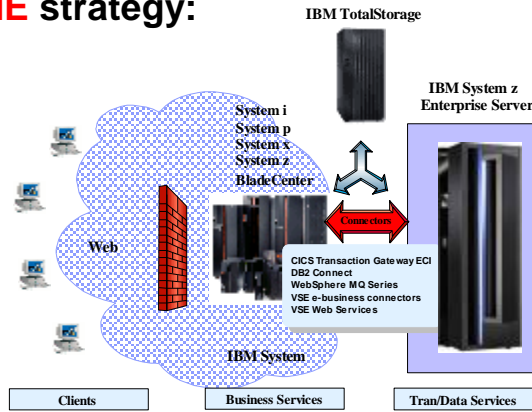 IE strategy:
IBM TotalStorage
IBM System z
Enterprise Server
System i
System p
System x
System z
BladeCenter
Connectors
Web
CICS Transaction Gateway ECI
DB2 Connect
WebSphere MQ Series
VSE e-business connectors
VSE Web Services
IBM System
Clients
Business Services
Tran/Data Services